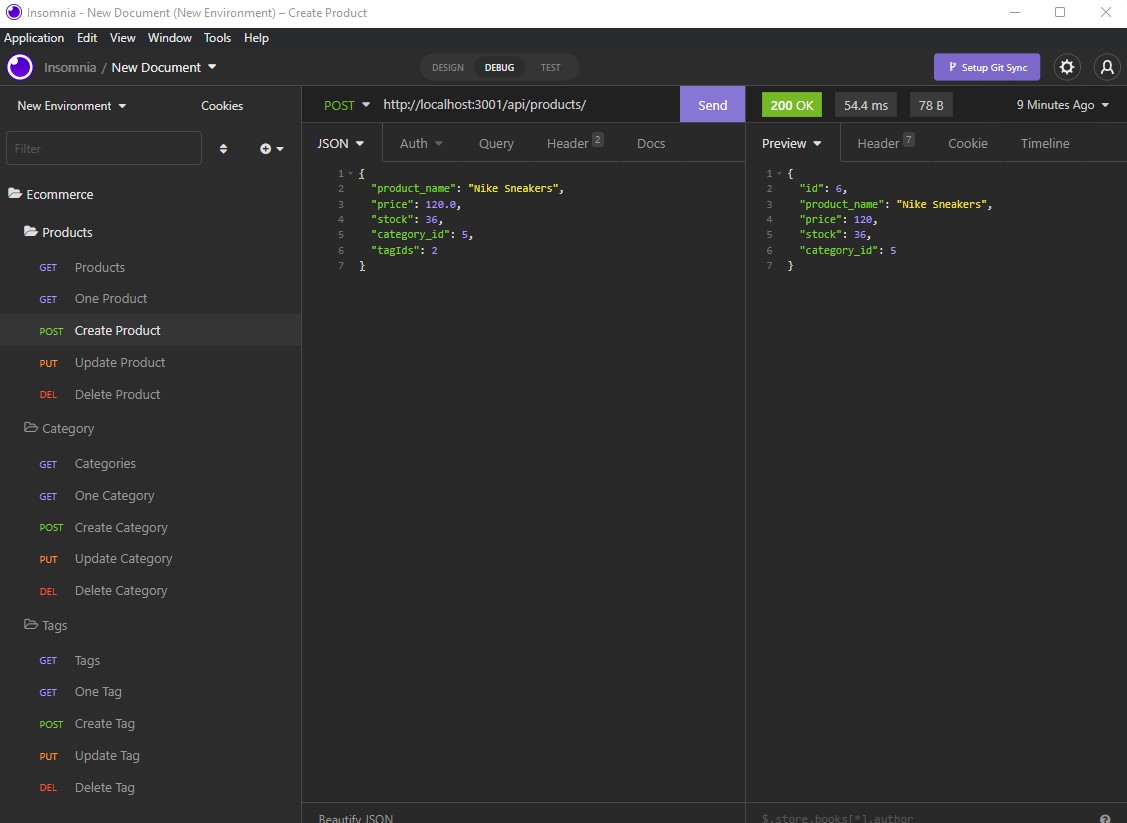 Insomnia - New Document (New Environment) – Create Product
Application Edit View Window Tools Help
Insomnia / New Document
DESIGN DEBUG TEST
Setup Git Sync
New Environment Cookies
POST http://localhost:3001/api/products/ Send
200 OK 54.4 ms 78 B 9 Minutes Ago
Filter
JSON Auth Query Header 2 Docs
Preview Header 7 Cookie Timeline
Ecommerce
Products
GET Products
GET One Product
POST Create Product
PUT Update Product
DEL Delete Product
Category
GET Categories
GET One Category
POST Create Category
PUT Update Category
DEL Delete Category
Tags
GET Tags
GET One Tag
POST Create Tag
PUT Update Tag
DEL Delete Tag
1 {
2 "product_name": "Nike Sneakers",
3 "price": 120.0,
4 "stock": 36,
5 "category_id": 5,
6 "tagIds": 2
7 }
Beautify JSON
1 {
2 "id": 6,
3 "product_name": "Nike Sneakers",
4 "price": 120,
5 "stock": 36,
6 "category_id": 5
7 }
$.store.books[*].author